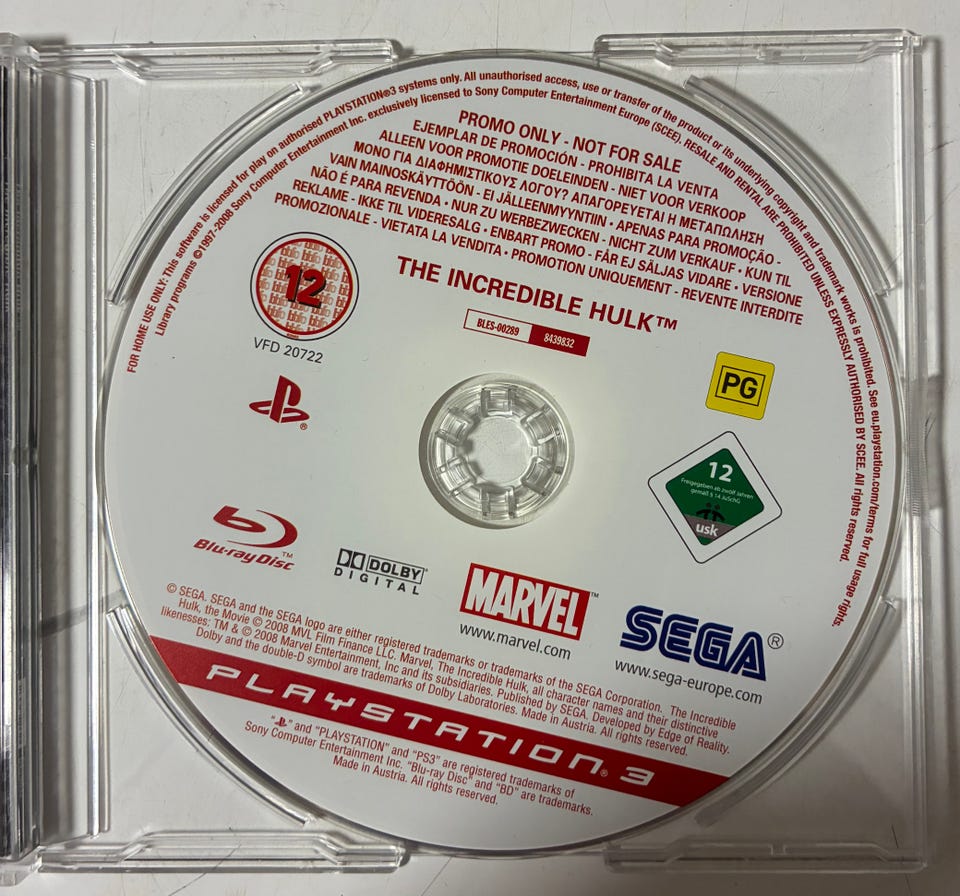 FOR HOME USE ONLY: This software is licensed for play on authorised PLAYSTATION®3 systems only. All unauthorised access, use or transfer of the product or its underlying copyright and trademark works is prohibited. See eu.playstation.com/terms for full usage rights.
Library programs ©1997-2008 Sony Computer Entertainment Inc. exclusively licensed to Sony Computer Entertainment Europe (SCEE). RESALE AND RENTAL ARE PROHIBITED UNLESS EXPRESSLY AUTHORISED BY SCEE. All rights reserved.
PROMO ONLY - NOT FOR SALE
EJEMPLAR DE PROMOCIÓN - PROHIBITA LA VENTA
ALLEEN VOOR PROMOTIE DOELEINDEN - NIET VOOR VERKOOP
ΜΟΝΟ ΓΙΑ ΔΙΑΦΗΜΙΣΤΙΚΟΥΣ ΛΟΓΟΥ? ΑΠΑΓΟΡΕΥΕΤΑΙ Η ΜΕΤΑΠΩΛΗΣΗ
VAIN MAINOSKÄYTTÖÖN - EI JÄLLEENMYYNTIIN • APENAS PARA PROMOÇÃO -
NÃO É PARA REVENDA • NUR ZU WERBEZWECKEN - NICHT ZUM VERKAUF • KUN TIL
REKLAME - IKKE TIL VIDERESALG • ENBART PROMO - FÅR EJ SÄLJAS VIDARE • VERSIONE
PROMOZIONALE - VIETATA LA VENDITA • PROMOTION UNIQUEMENT - REVENTE INTERDITE
THE INCREDIBLE HULK™
BLES-00289 8439832
12
VFD 20722
PG
12
Freigegeben ab zwölf Jahren
gemäß § 14 JuSchG
usk
Blu-ray Disc™
DOLBY
DIGITAL
MARVEL™
www.marvel.com
SEGA®
www.sega-europe.com
© SEGA. SEGA and the SEGA logo are either registered trademarks or trademarks of the SEGA Corporation. The Incredible
Hulk, the Movie © 2008 MVL Film Finance LLC. Marvel, The Incredible Hulk, all character names and their distinctive
likenesses: TM & © 2008 Marvel Entertainment, Inc and its subsidiaries. Published by SEGA. Developed by Edge of Reality.
Dolby and the double-D symbol are trademarks of Dolby Laboratories. Made in Austria. All rights reserved.
PLAYSTATION®3
"PS" and "PLAYSTATION" and "PS3" are registered trademarks of
Sony Computer Entertainment Inc. "Blu-ray Disc" and "BD" are trademarks.
Made in Austria. All rights reserved.